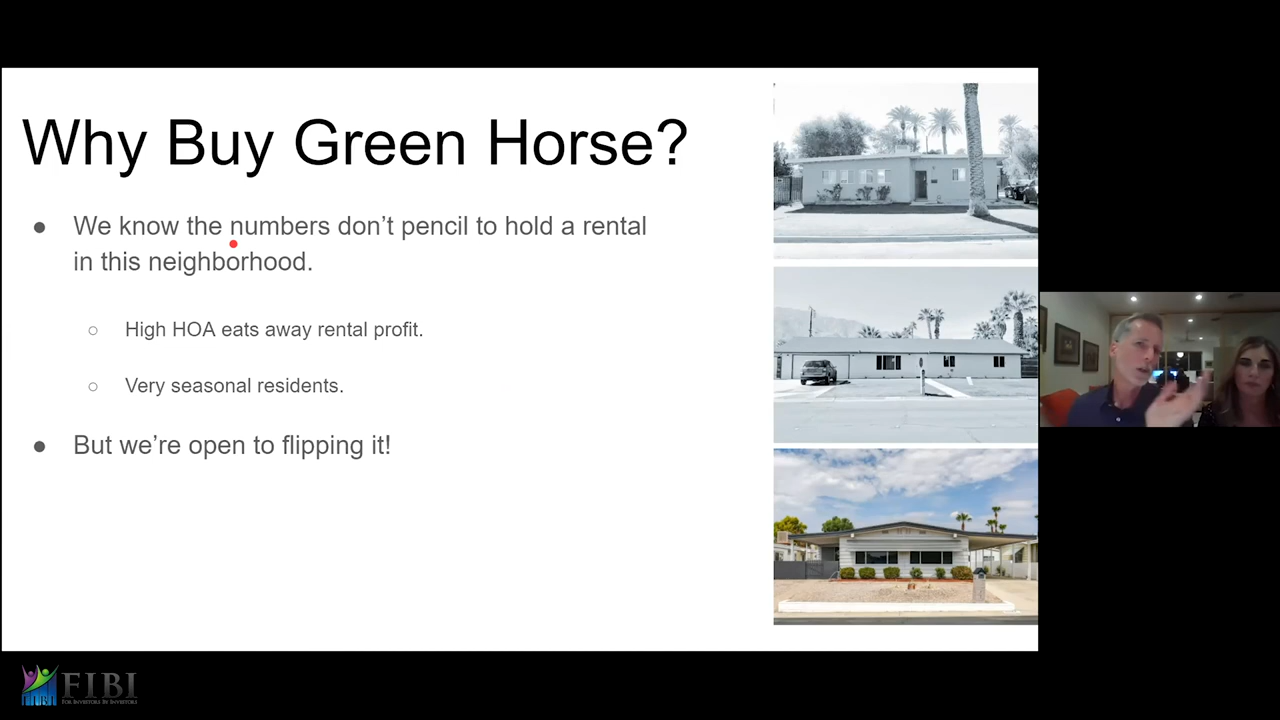 Why Buy Green Horse?
● We know the numbers don’t pencil to hold a rental
in this neighborhood.
○ High HOA eats away rental profit.
○ Very seasonal residents.
● But we’re open to flipping it!
FIBI
FOR INVESTORS BY INVESTORS